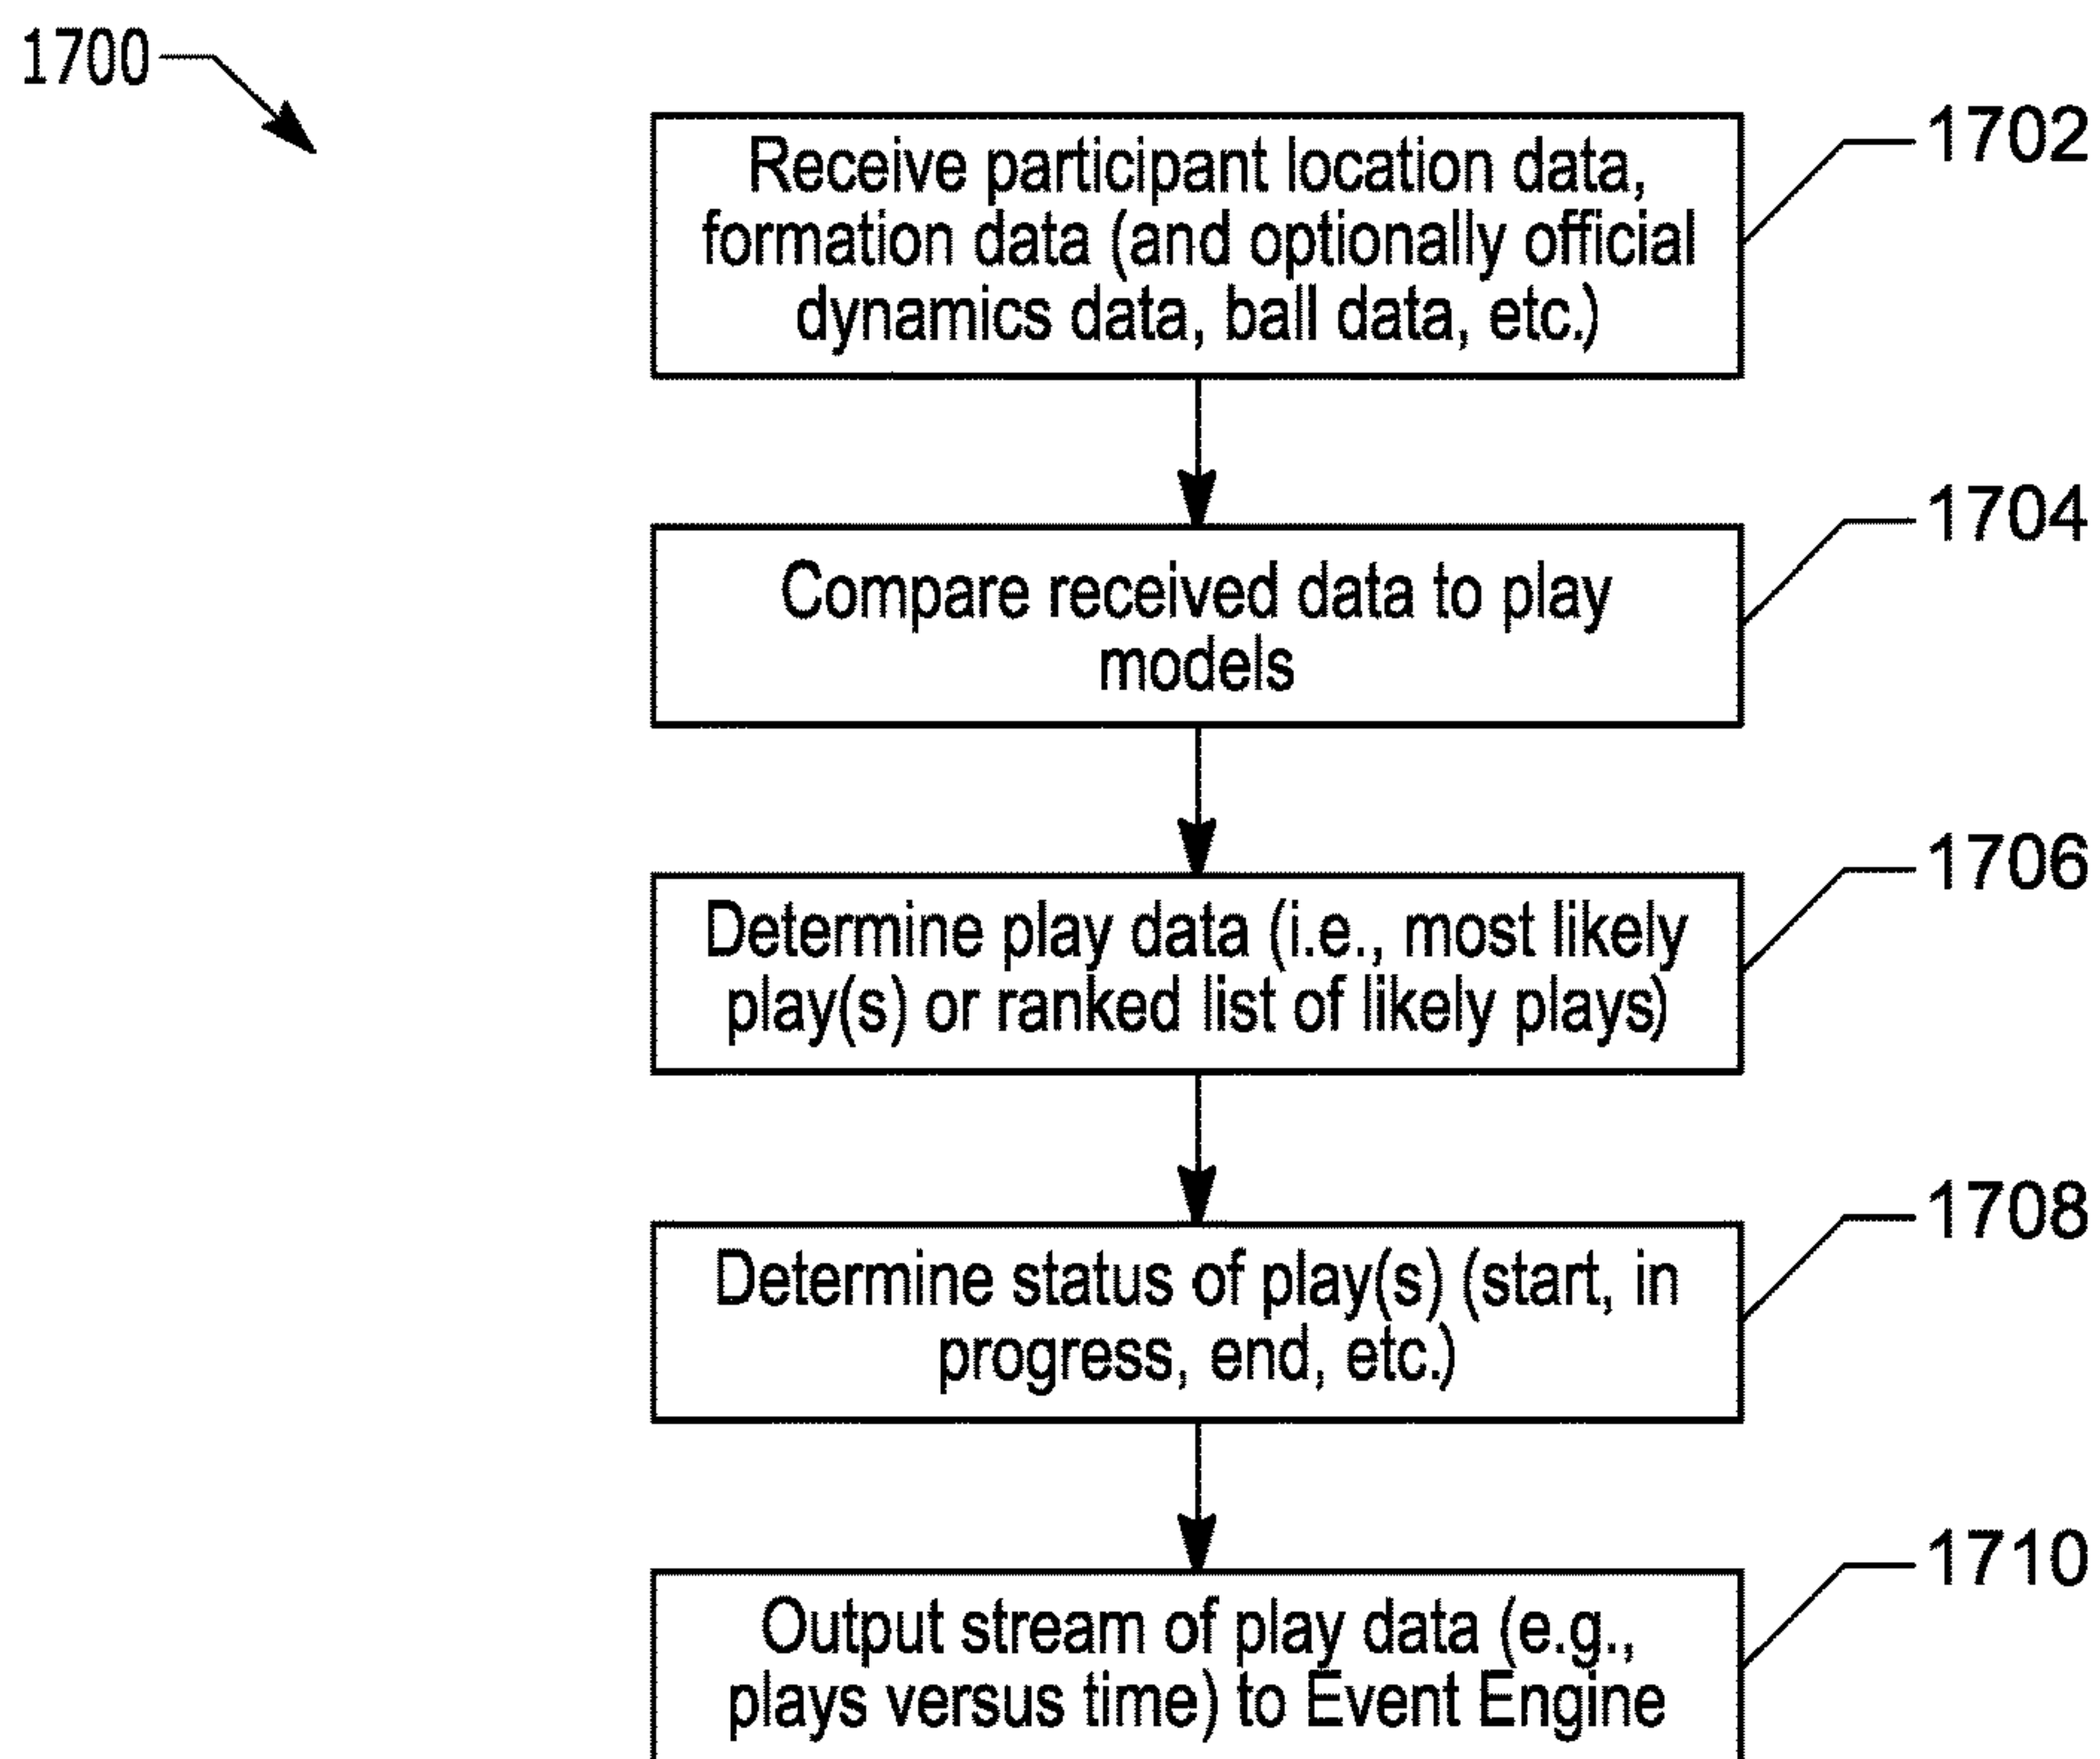 1700
Receive participant location data,
formation data (and optionally official
dynamics data, ball data, etc.)
1702
Compare received data to play
models
1704
Determine play data (i.e., most likely
play(s) or ranked list of likely plays)
1706
Determine status of play(s) (start, in
progress, end, etc.)
1708
Output stream of play data (e.g.,
plays versus time) to Event Engine
1710